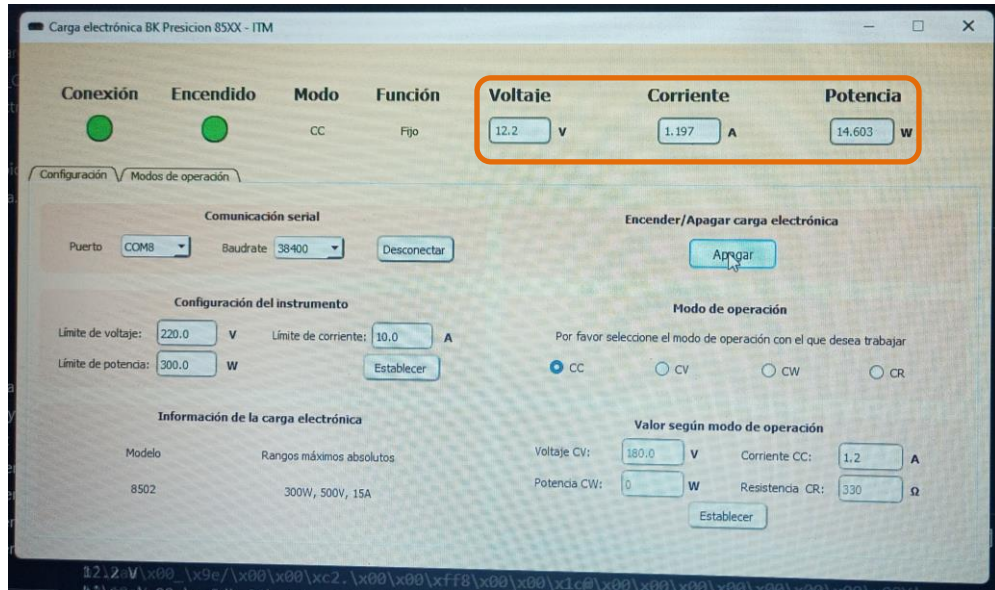 Carga electrónica BK Presicion 85XX - ITM
Conexión Encendido Modo Función Voltaje Corriente Potencia
CC Fijo 12.2 V 1.197 A 14.603 W
Configuración Modos de operación
Comunicación serial
Puerto COM8 Baudrate 38400 Desconectar
Encender/Apagar carga electrónica
Apagar
Configuración del instrumento
Límite de voltaje: 220.0 V Límite de corriente: 10.0 A
Límite de potencia: 300.0 W Establecer
Modo de operación
Por favor seleccione el modo de operación con el que desea trabajar
CC CV CW CR
Información de la carga electrónica
Modelo Rangos máximos absolutos
8502 300W, 500V, 15A
Valor según modo de operación
Voltaje CV: 180.0 V Corriente CC: 1.2 A
Potencia CW: 0 W Resistencia CR: 330 Ω
Establecer
12.2